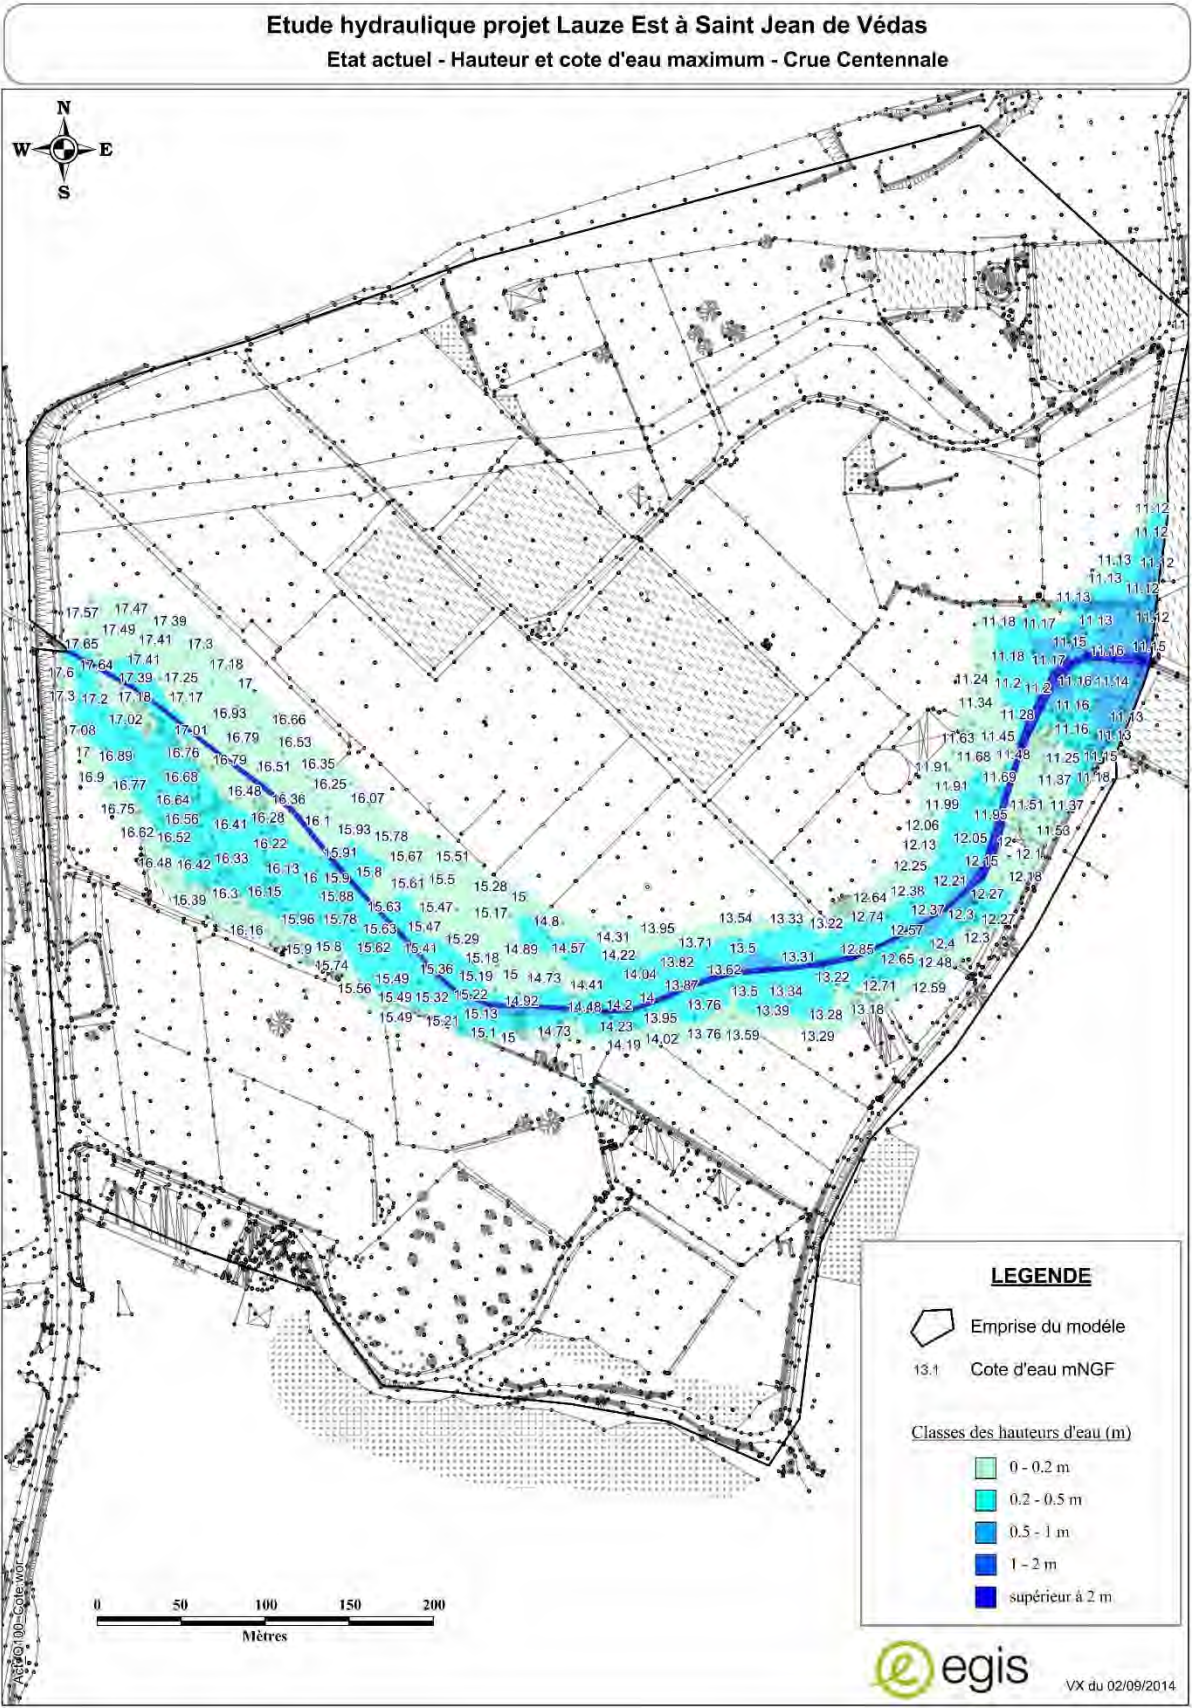 Etude hydraulique projet Lauze Est à Saint Jean de Védas
Etat actuel - Hauteur et cote d'eau maximum - Crue Centennale
N
W E
S
11.12
11.12
11.13 11.12
11.13
11.12
11.13
17.57 17.47
17.39
11.18 11.17 11.13 11.12
17.49
17.65 17.41 17.3
11.15
17.6 17.64 17.41 17.18
11.18 11.17 11.16 11.15
17.39 17.25 17
11.24 11.2 11.2 11.16 11.14
17.3 17.2 17.18 17.17
11.34
17.08 17.02 16.93 16.66
11.28 11.16 11.13
17.01 16.79 16.53
11.63 11.45 11.16 11.13
17 16.89 16.76 16.79 16.51 16.35
11.91 11.68 11.48 11.25 11.15
16.9 16.77 16.68 16.48 16.25
11.91 11.69 11.37 11.18
16.75 16.64 16.36 16.07
11.99 11.95 11.51 11.37
16.56 16.41 16.28 16.1
12.06
16.62 16.52 15.93 15.78
12.13 12.05 12 11.53
16.48 16.42 16.33 16.22 15.91 15.67 15.51
12.25 12.15 12.1
16.13 16 15.9 15.8 15.61 15.5 15.28 15
12.38 12.21 12.18
15.39 16.3 16.15 15.88
12.64 12.27
15.63 15.47 15.17 14.8
13.54 13.33 13.22 12.74 12.37 12.3 12.27
16.16 15.96 15.78 15.63 15.47 15.29
14.31 13.95 12.57
15.9 15.8 15.62 15.41 15.18 14.89 14.57 14.22 13.71 13.5 13.31 12.85 12.65 12.4 12.3
15.74 15.36 13.82 12.48
15.56 15.49 15.19 15 14.73 14.41 14.04 13.87 13.62 13.22 12.71 12.59
15.49 15.32 15.22 14.92 14.48 14.2 14 13.76 13.5 13.34
15.49 15.21 15.13 13.95 13.39 13.28 13.18
15.1 15 14.73 14.23 14.02 13.76 13.59 13.29
14.19
LEGENDE
Emprise du modéle
13.1 Cote d'eau mNGF
Classes des hauteurs d'eau (m)
0 - 0.2 m
0.2 - 0.5 m
0.5 - 1 m
1 - 2 m
supérieur à 2 m
0 50 100 150 200
Mètres
egis
VX du 02/09/2014